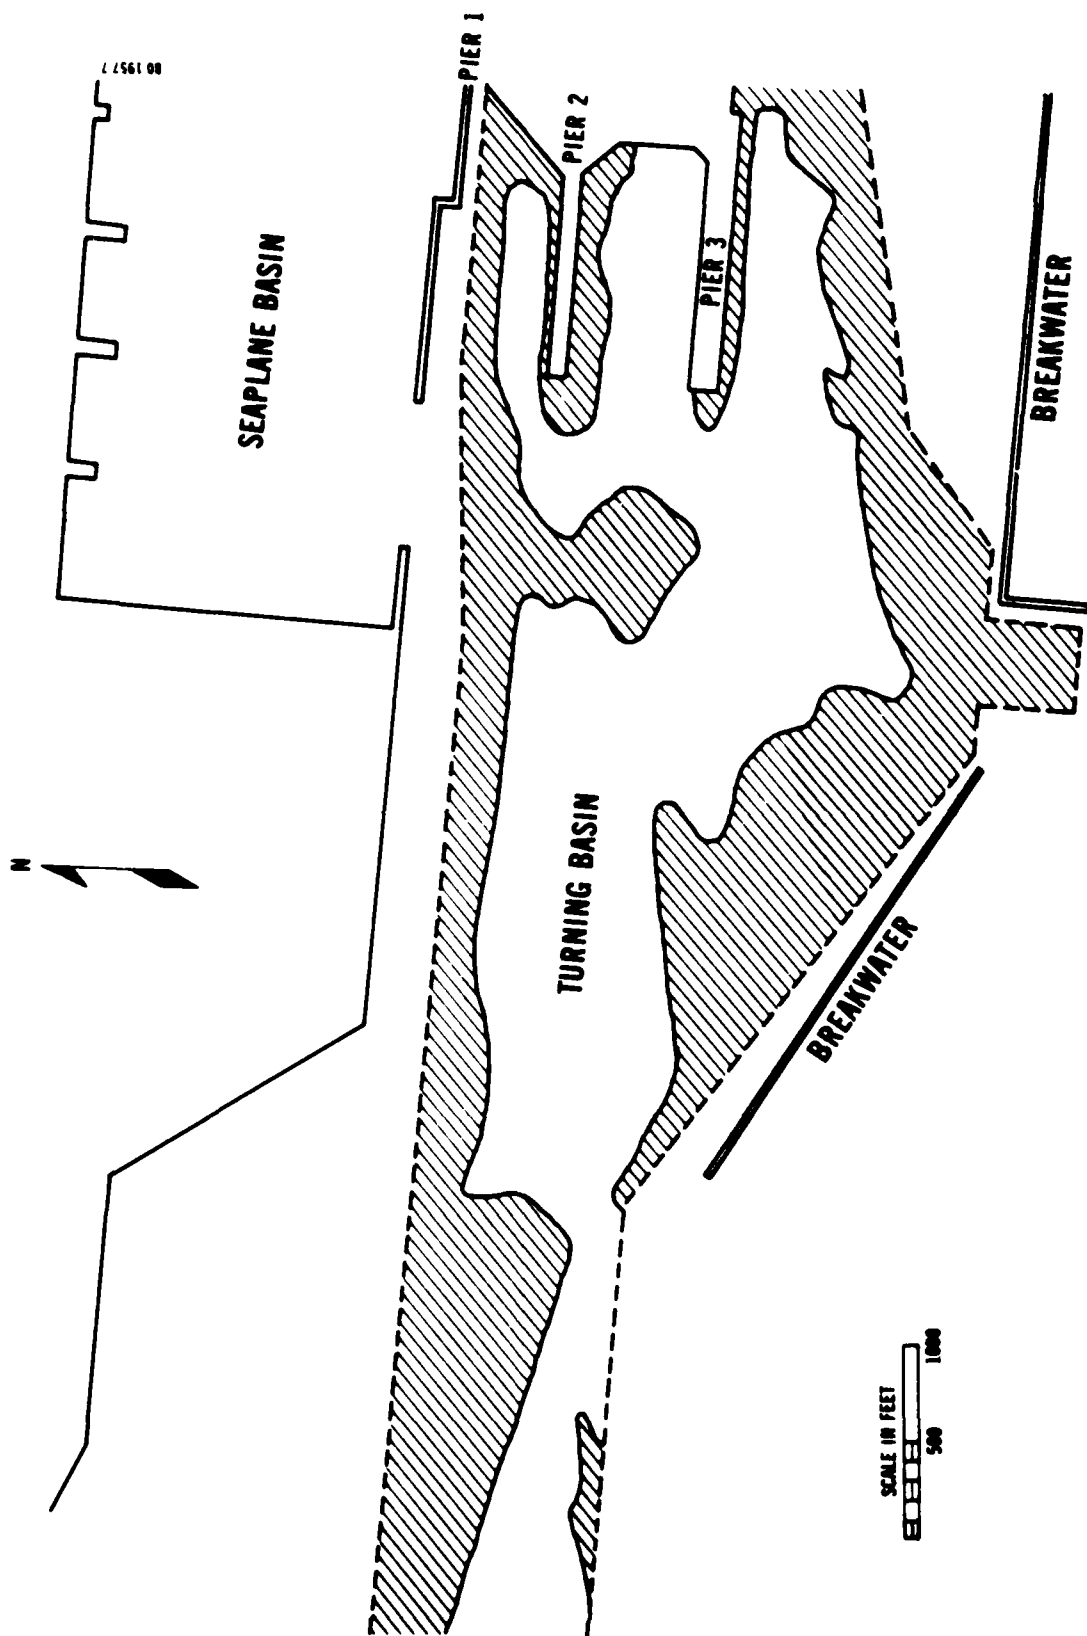 BO 1957 7
PIER 1
PIER 2
PIER 3
SEAPLANE BASIN
BREAKWATER
N
TURNING BASIN
BREAKWATER
SCALE IN FEET
500
1000